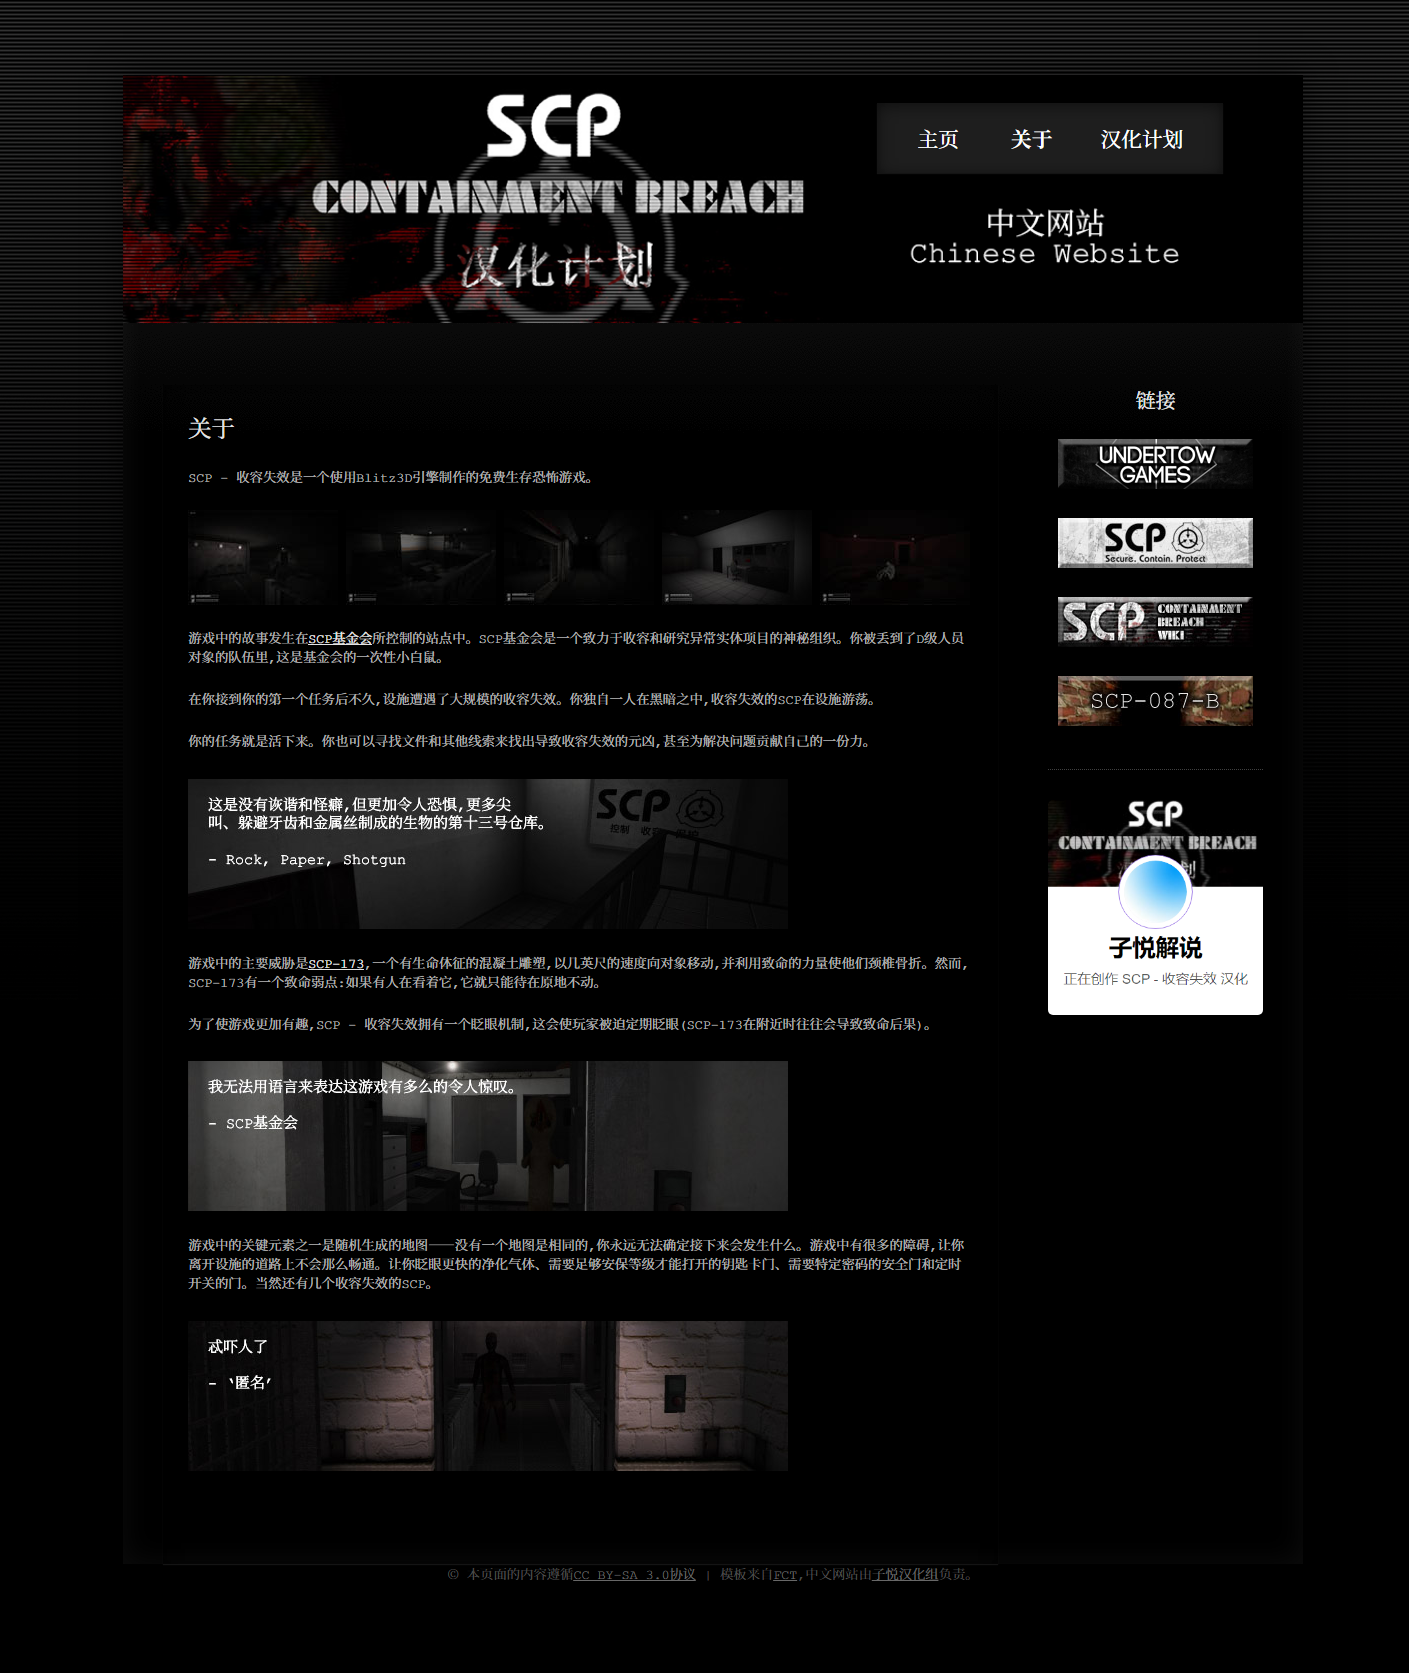 SCP
CONTAINMENT BREACH
汉化计划
主页 关于 汉化计划
中文网站
Chinese Website
关于
SCP - 收容失效是一个使用Blitz3D引擎制作的免费生存恐怖游戏。
游戏中的故事发生在SCP基金会所控制的站点中。SCP基金会是一个致力于收容和研究异常实体项目的神秘组织。你被丢到了D级人员
对象的队伍里,这是基金会的一次性小白鼠。
在你接到你的第一个任务后不久,设施遭遇了大规模的收容失效。你独自一人在黑暗之中,收容失效的SCP在设施游荡。
你的任务就是活下来。你也可以寻找文件和其他线索来找出导致收容失效的元凶,甚至为解决问题贡献自己的一份力。
这是没有诙谐和怪癖,但更加令人恐惧,更多尖
叫、躲避牙齿和金属丝制成的生物的第十三号仓库。
- Rock, Paper, Shotgun
SCP
游戏中的主要威胁是SCP-173,一个有生命体征的混凝土雕塑,以几英尺的速度向对象移动,并利用致命的力量使他们颈椎骨折。然而,
SCP-173有一个致命弱点:如果有人在看着它,它就只能待在原地不动。
为了使游戏更加有趣,SCP - 收容失效拥有一个眨眼机制,这会使玩家被迫定期眨眼(SCP-173在附近时往往会导致致命后果)。
我无法用语言来表达这游戏有多么的令人惊叹。
- SCP基金会
游戏中的关键元素之一是随机生成的地图——没有一个地图是相同的,你永远无法确定接下来会发生什么。游戏中有很多的障碍,让你
离开设施的道路上不会那么畅通。让你眨眼更快的净化气体、需要足够安保等级才能打开的钥匙卡门、需要特定密码的安全门和定时
开关的门。当然还有几个收容失效的SCP。
忒吓人了
- '匿名'
链接
UNDERTOW
GAMES
SCP
Secure. Contain. Protect
SCP CONTAINMENT
BREACH
WIKI
SCP-087-B
SCP
CONTAINMENT BREACH
子悦解说
正在创作 SCP - 收容失效 汉化
© 本页面的内容遵循CC BY-SA 3.0协议 | 模板来自FCT,中文网站由子悦汉化组负责。